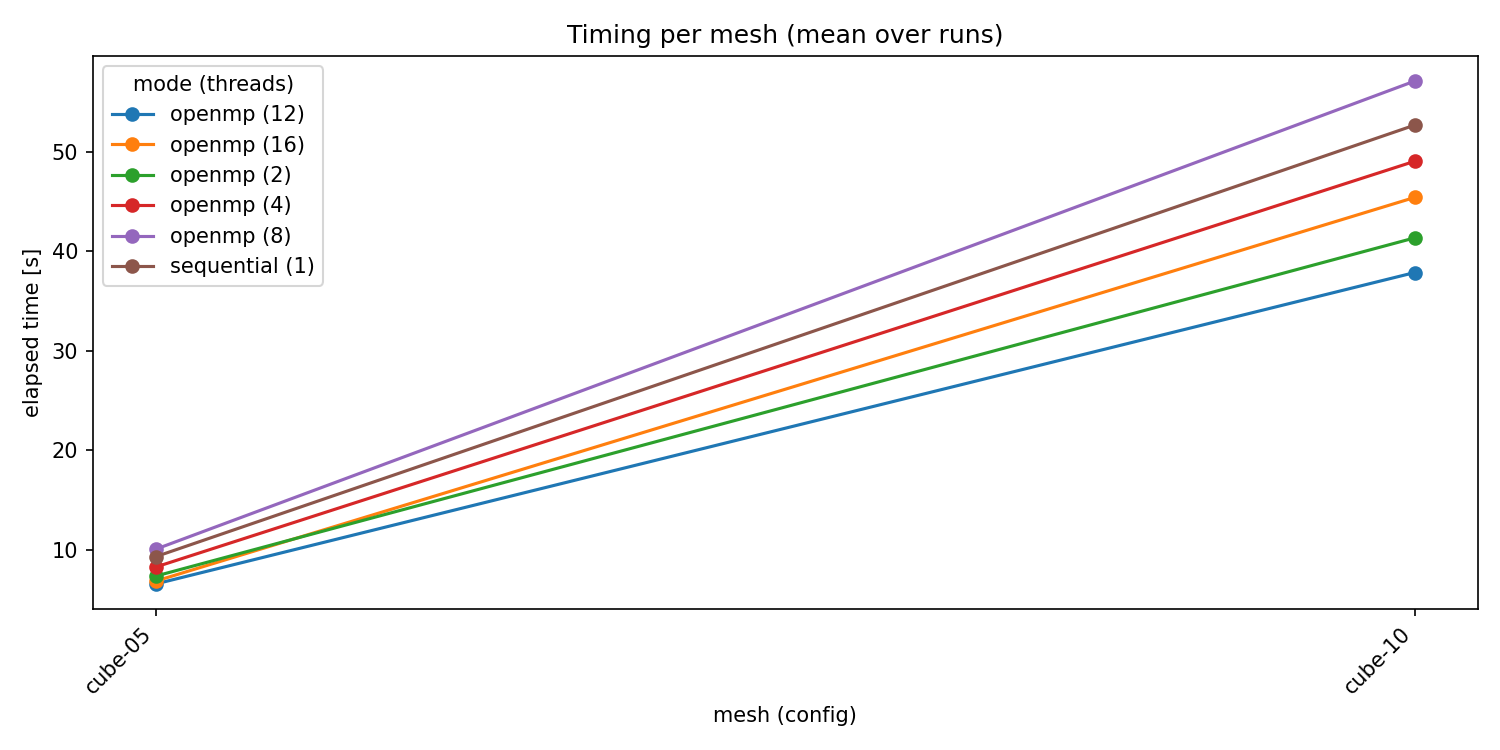 Timing per mesh (mean over runs)
mode (threads)
openmp (12)
openmp (16)
openmp (2)
openmp (4)
openmp (8)
sequential (1)
elapsed time [s]
50
40
30
20
10
cube-05
cube-10
mesh (config)